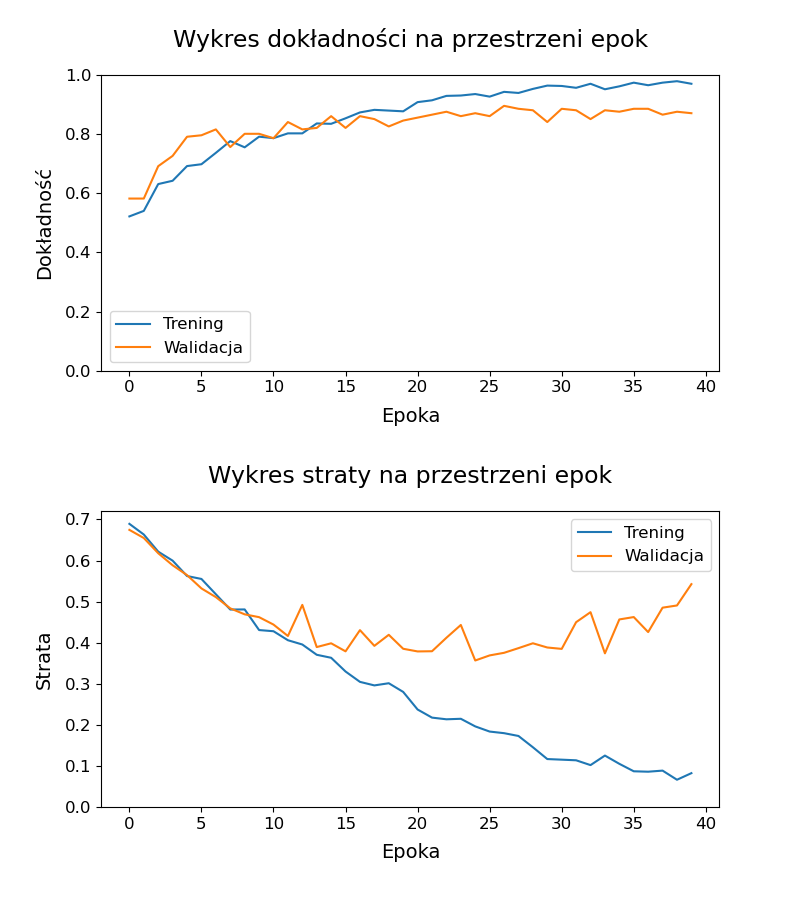 Wykres dokładności na przestrzeni epok
1.0
0.8
0.6
0.4
0.2
0.0
Dokładność
Trening
Walidacja
0 5 10 15 20 25 30 35 40
Epoka
Wykres straty na przestrzeni epok
0.7
0.6
0.5
0.4
0.3
0.2
0.1
0.0
Strata
Trening
Walidacja
0 5 10 15 20 25 30 35 40
Epoka